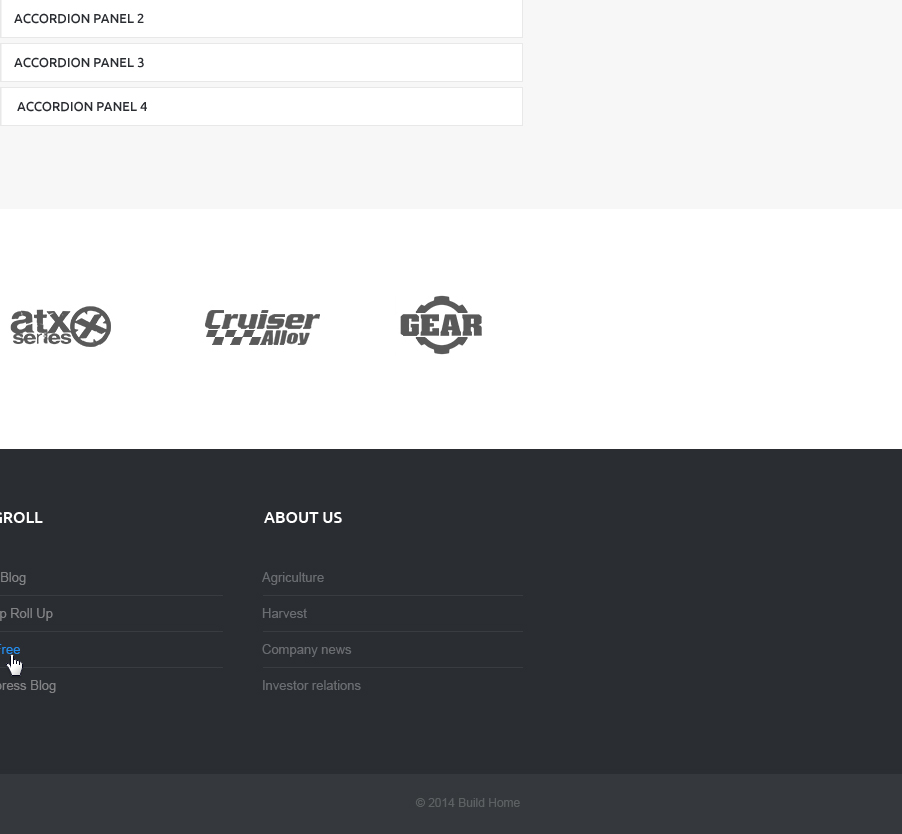 ACCORDION PANEL 2
ACCORDION PANEL 3
ACCORDION PANEL 4
atx
series
Cruiser
Alloy
GEAR
GROLL
ABOUT US
Blog
Agriculture
p Roll Up
Harvest
Free
Company news
press Blog
Investor relations
© 2014 Build Home